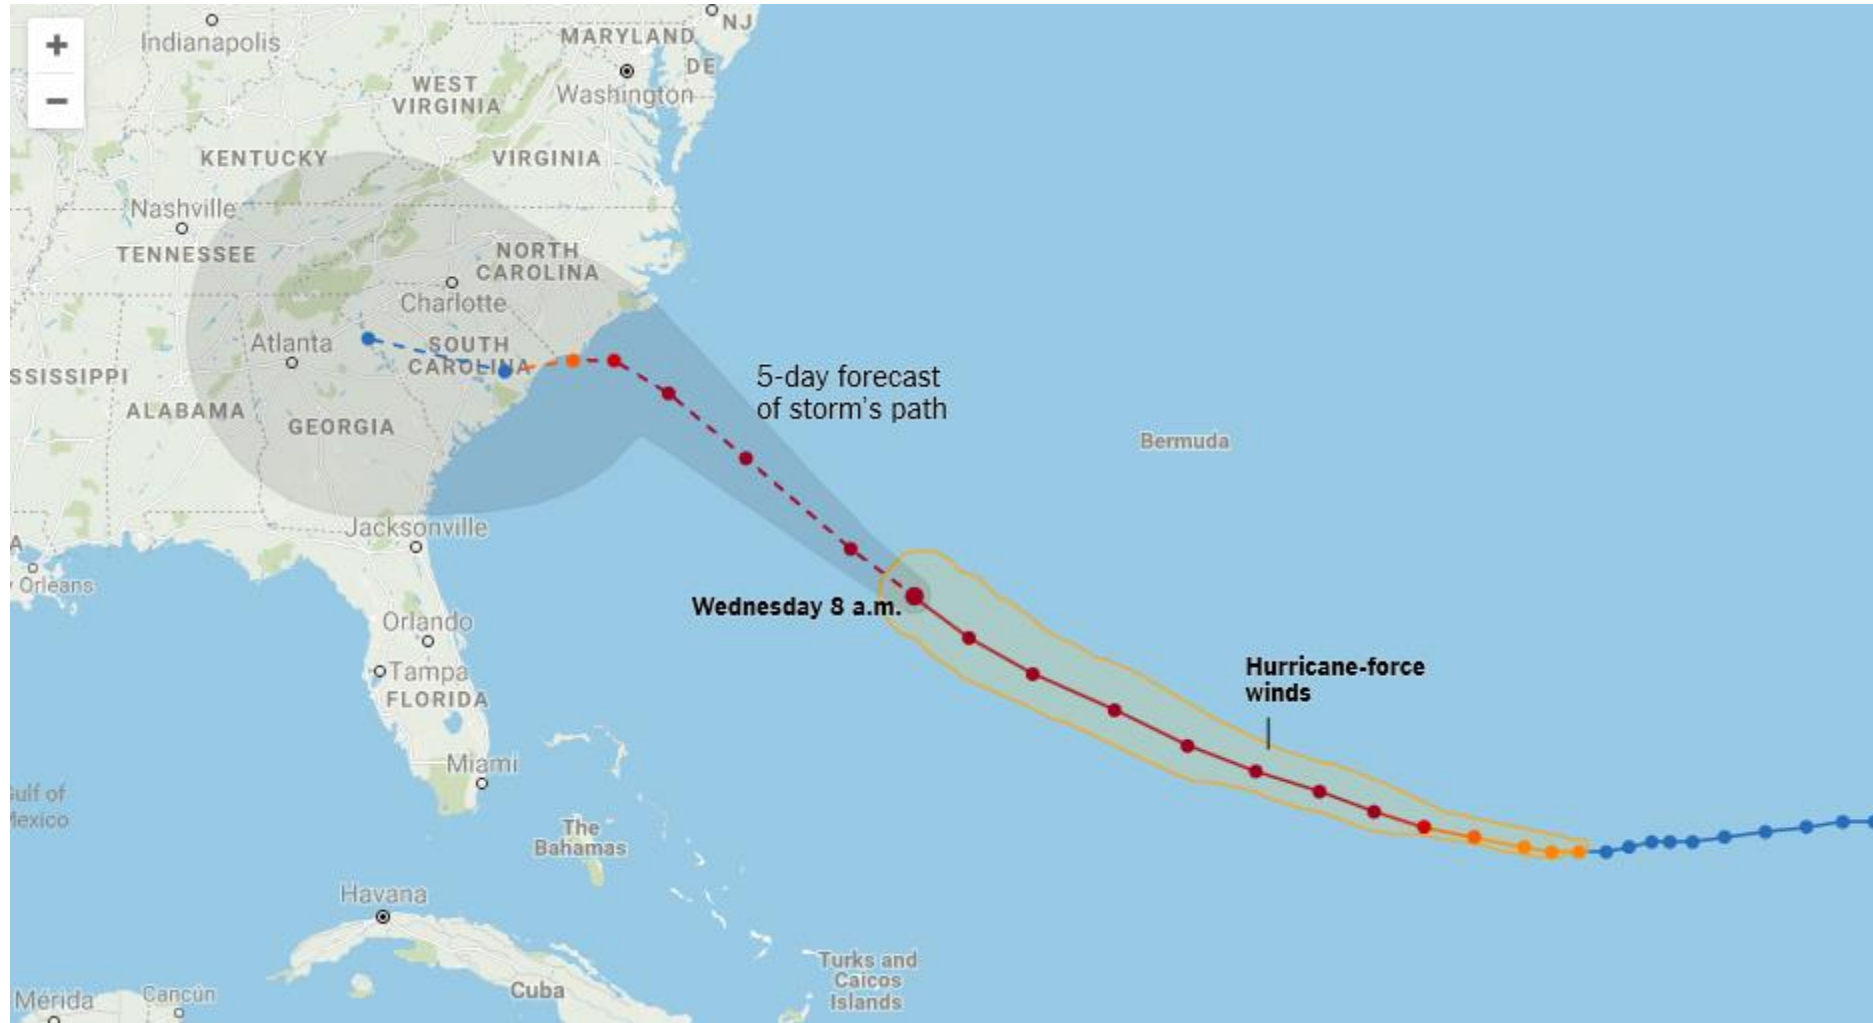 +
−
Indianapolis
MARYLAND
NJ
DE
Washington
WEST
VIRGINIA
KENTUCKY
VIRGINIA
Nashville
TENNESSEE
NORTH
CAROLINA
Charlotte
Atlanta
SOUTH
CAROLINA
SSISSIPPI
ALABAMA
GEORGIA
5-day forecast
of storm's path
Bermuda
Jacksonville
A
Orleans
Wednesday 8 a.m.
Orlando
Tampa
FLORIDA
Hurricane-force
winds
Miami
ulf of
exico
The
Bahamas
Havana
Turks and
Caicos
Islands
Cuba
Mérida
Cancún